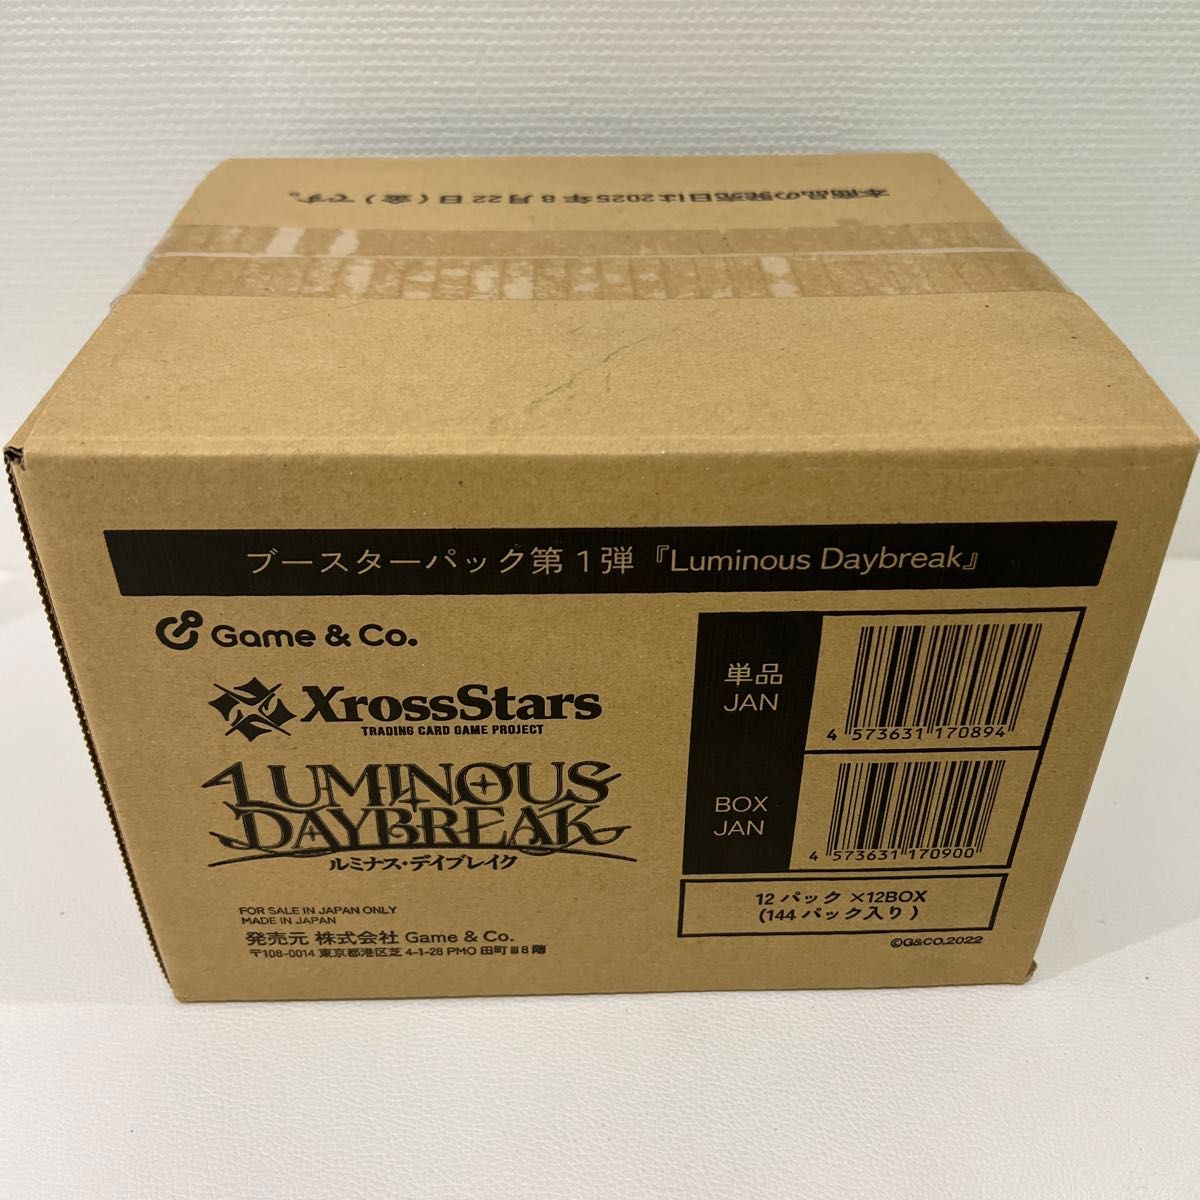 本商品の発売日は2025年8月22日(金)です。
ブースターパック第1弾『Luminous Daybreak』
Game & Co.
XrossStars
TRADING CARD GAME PROJECT
LUMINOUS
DAYBREAK
ルミナス・デイブレイク
FOR SALE IN JAPAN ONLY
MADE IN JAPAN
発売元 株式会社 Game & Co.
〒108-0014 東京都港区芝 4-1-28 PMO 田町Ⅲ 8 階
単品
JAN
4 573631 170894
BOX
JAN
4 573631 170900
12 パック ×12BOX
(144 パック入り)
©G&CO.2022